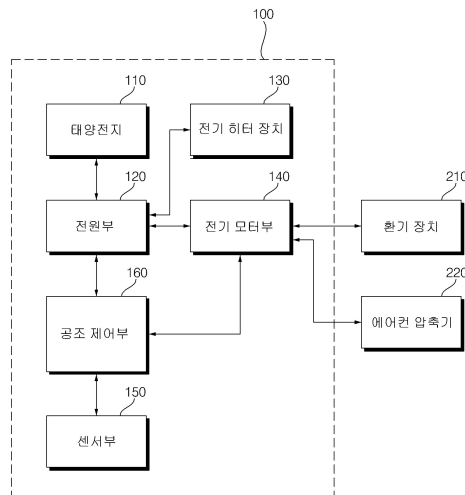 100
110
130
태양전지
전기 히터 장치
120
140
210
전원부
전기 모터부
환기 장치
160
220
공조 제어부
에어컨 압축기
150
센서부